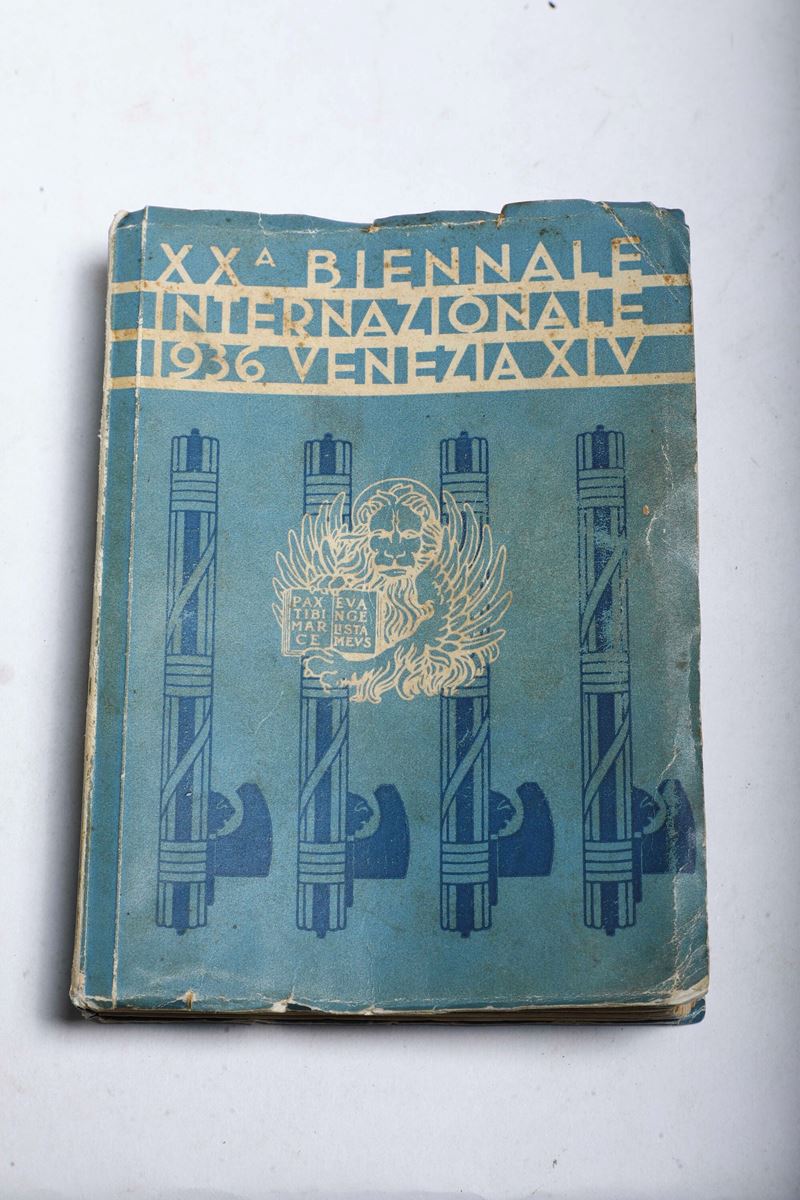 XXA BIENNALE
INTERNAZIONALE
1936 VENEZIA XIV
PAX
TIBI
MAR
CE
EVA
NGE
LISTA
MEVS